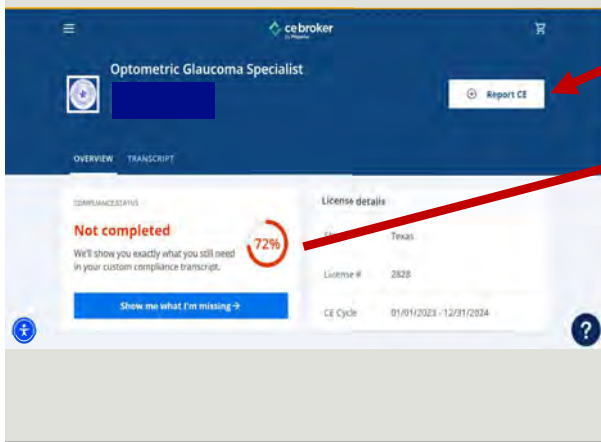 cebroker
Optometric Glaucoma Specialist
Report CE
OVERVIEW TRANSCRIPT
COMPLIANCE STATUS
Not completed
72%
We'll show you exactly what you still need
in your custom compliance transcript.
Show me what I'm missing →
License details
Texas
License # 2828
CE Cycle 01/01/2023 - 12/31/2024
?